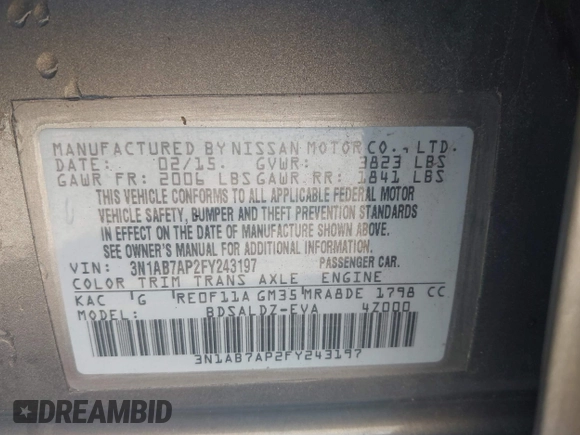 MANUFACTURED BY NISSAN MOTOR CO., LTD.
DATE: 02/15 GVWR: 3823 LBS
GAWR FR: 2006 LBS GAWR RR: 1841 LBS
THIS VEHICLE CONFORMS TO ALL APPLICABLE FEDERAL MOTOR
VEHICLE SAFETY, BUMPER AND THEFT PREVENTION STANDARDS
IN EFFECT ON THE DATE OF MANUFACTURE SHOWN ABOVE.
SEE OWNER'S MANUAL FOR ADDITIONAL INFORMATION.
VIN: 3N1AB7AP2FY243197 PASSENGER CAR.
COLOR TRIM TRANS AXLE ENGINE
KAC G RE0F11A GM35 MRA8DE 1798 CC
MODEL: BDSALDZ-EVA 4Z000
3N1AB7AP2FY243197
DREAMBID